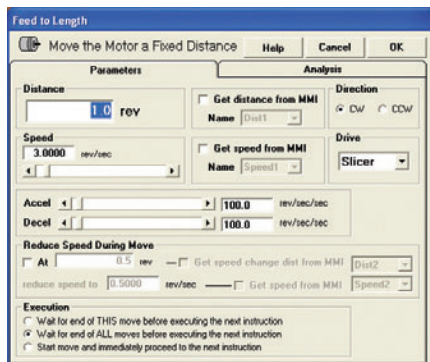 Feed to Length
Move the Motor a Fixed Distance Help Cancel OK
Parameters Analysis
Distance
1.0 rev
Get distance from MMI
Name Dist1
Direction
CW CCW
Speed
3.0000 rev/sec
Get speed from MMI
Name Speed1
Drive
Slicer
Accel 100.0 rev/sec/sec
Decel 100.0 rev/sec/sec
Reduce Speed During Move
At 0.5 rev Get speed change dist from MMI Dist2
reduce speed to 0.5000 rev/sec Get speed from MMI Speed2
Execution
Wait for end of THIS move before executing the next instruction
Wait for end of ALL moves before executing the next instruction
Start move and immediately proceed to the next instruction